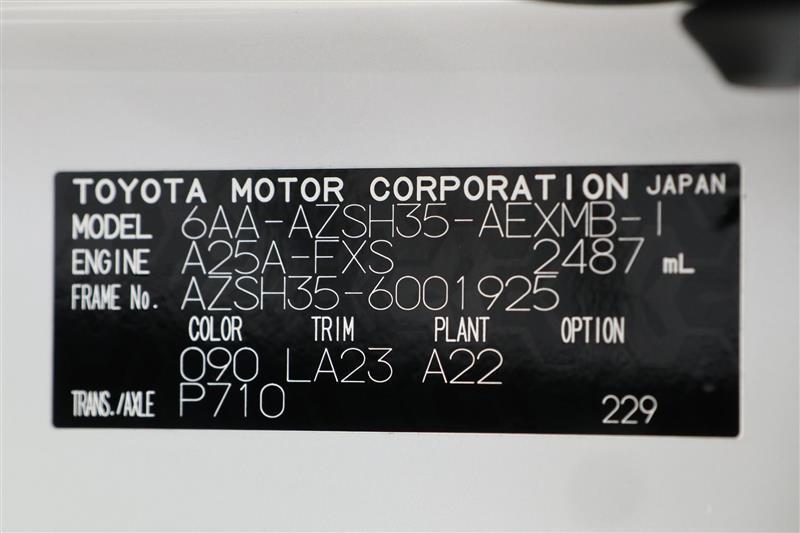 TOYOTA MOTOR CORPORATION JAPAN
MODEL 6AA-AZSH35-AEXMB-I
ENGINE A25A-FXS 2487 mL
FRAME No. AZSH35-6001925
COLOR TRIM PLANT OPTION
090 LA23 A22
TRANS./AXLE P710 229